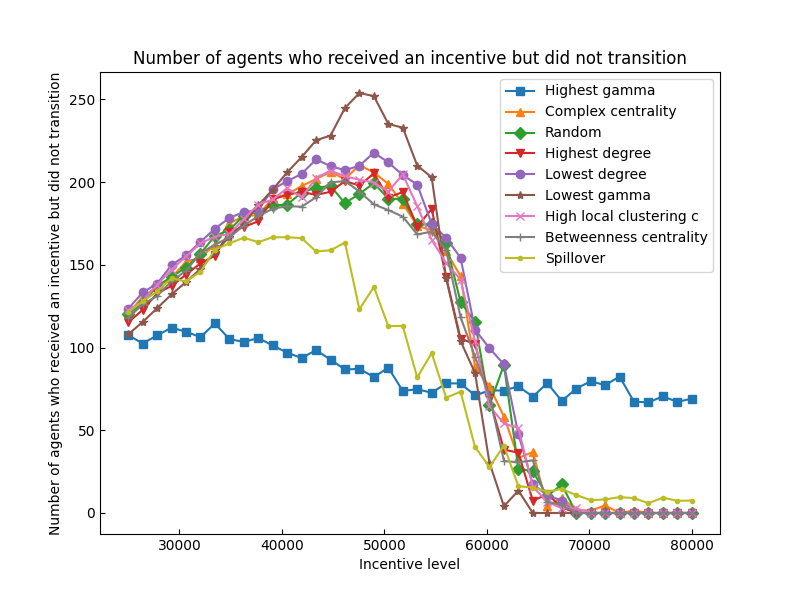 Number of agents who received an incentive but did not transition
Number of agents who received an incentive but did not transition
250
200
150
100
50
0
Highest gamma
Complex centrality
Random
Highest degree
Lowest degree
Lowest gamma
High local clustering c
Betweenness centrality
Spillover
30000 40000 50000 60000 70000 80000
Incentive level